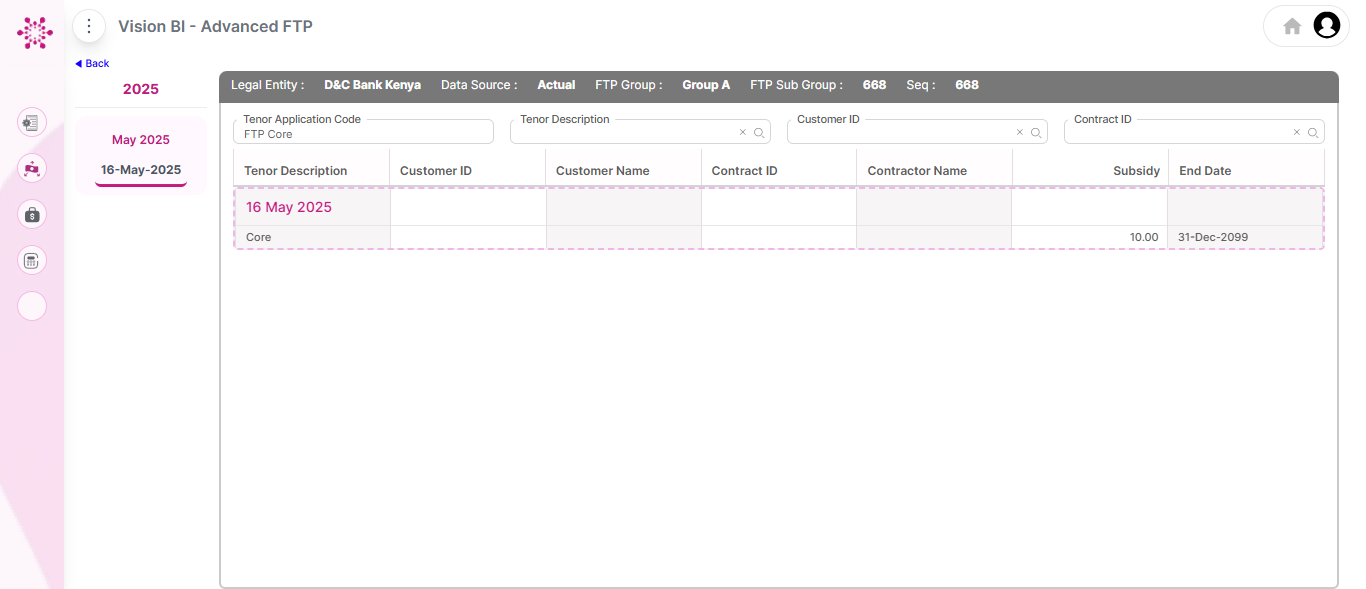 Vision BI - Advanced FTP
Back
2025
May 2025
16-May-2025
Legal Entity : D&C Bank Kenya Data Source : Actual FTP Group : Group A FTP Sub Group : 668 Seq : 668
Tenor Application Code Tenor Description Customer ID Contract ID
FTP Core
Tenor Description Customer ID Customer Name Contract ID Contractor Name Subsidy End Date
16 May 2025
Core 10.00 31-Dec-2099